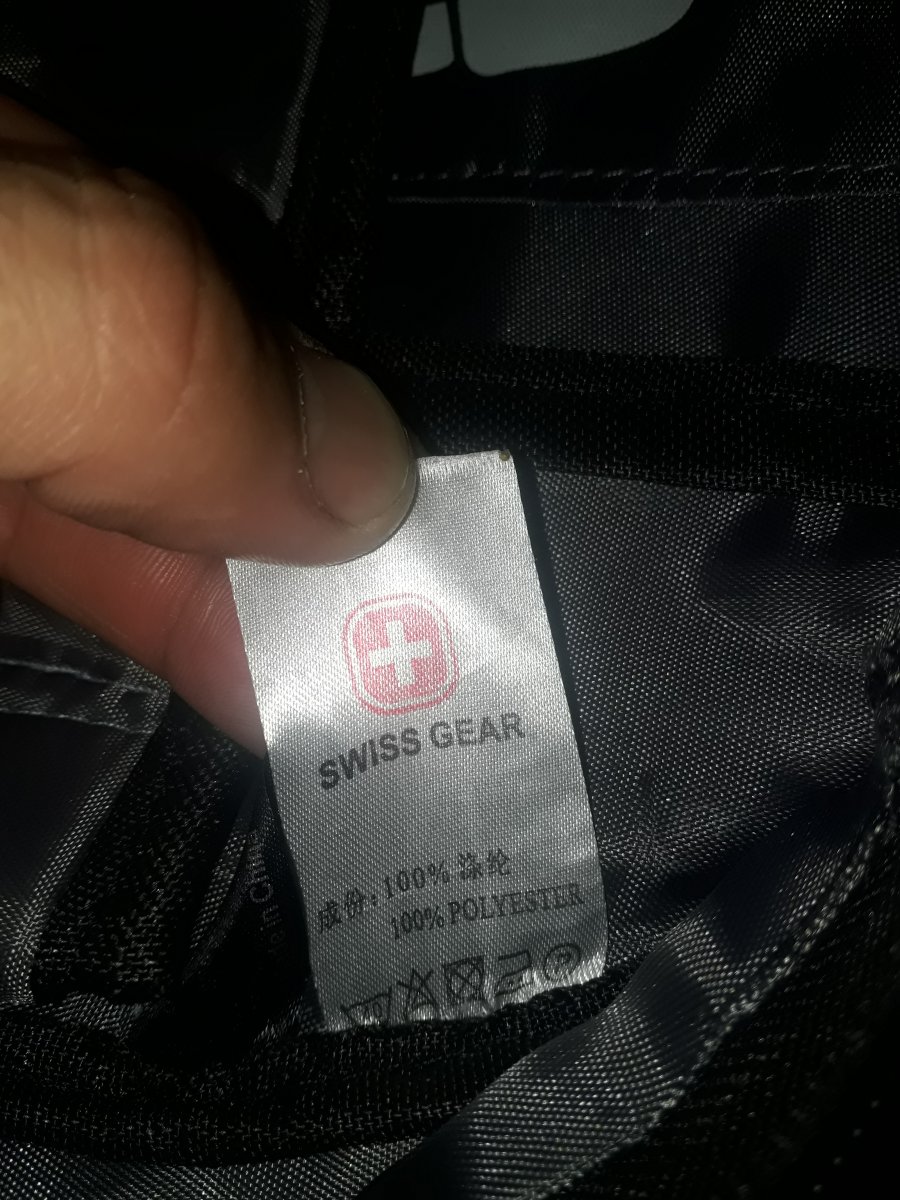 SWISS GEAR
成份:100%涤纶
100% POLYESTER